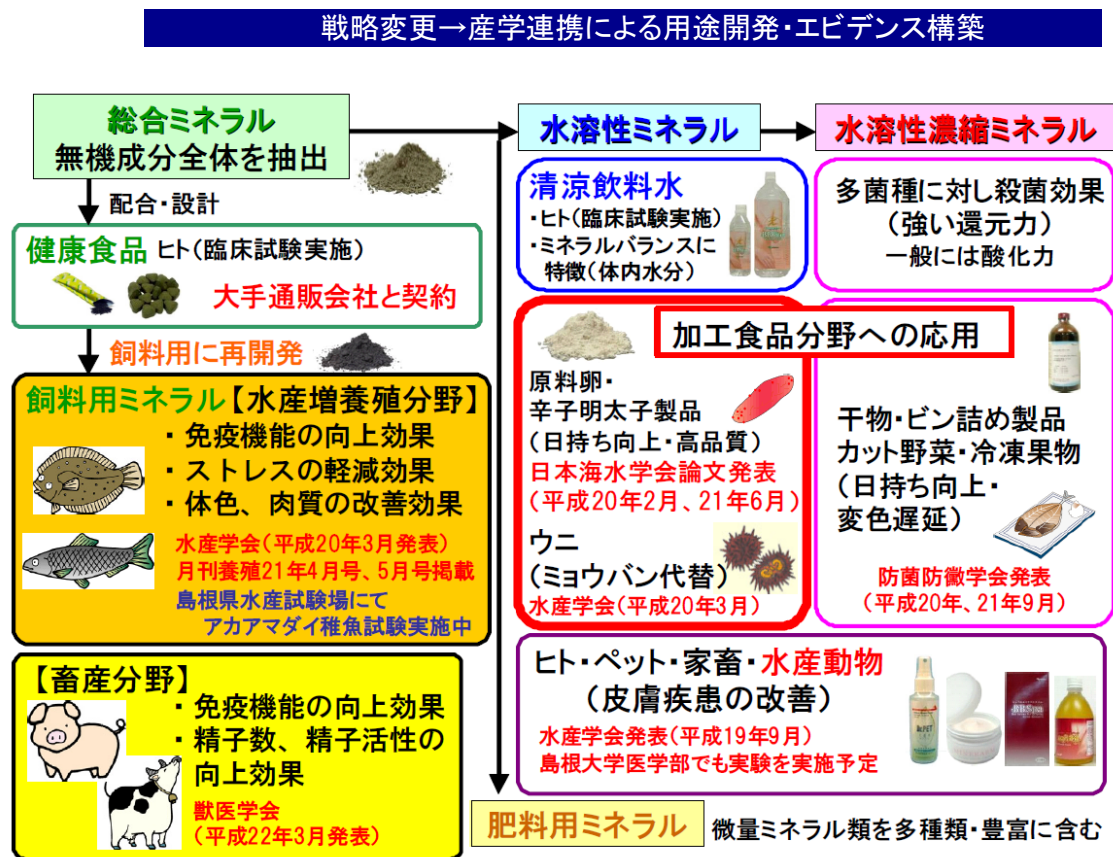 戦略変更→産学連携による用途開発・エビデンス構築
総合ミネラル
無機成分全体を抽出
配合・設計
健康食品 ヒト(臨床試験実施)
大手通販会社と契約
飼料用に再開発
飼料用ミネラル【水産増養殖分野】
・免疫機能の向上効果
・ストレスの軽減効果
・体色、肉質の改善効果
水産学会(平成20年3月発表)
月刊養殖21年4月号、5月号掲載
島根県水産試験場にて
アカアマダイ稚魚試験実施中
【畜産分野】
・免疫機能の向上効果
・精子数、精子活性の
向上効果
獣医学会
(平成22年3月発表)
水溶性ミネラル
清涼飲料水
・ヒト(臨床試験実施)
・ミネラルバランスに
特徴(体内水分)
加工食品分野への応用
原料卵・
辛子明太子製品
(日持ち向上・高品質)
日本海水学会論文発表
(平成20年2月、21年6月)
ウニ
(ミョウバン代替)
水産学会(平成20年3月)
水溶性濃縮ミネラル
多菌種に対し殺菌効果
(強い還元力)
一般には酸化力
干物・ビン詰め製品
カット野菜・冷凍果物
(日持ち向上・
変色遅延)
防菌防黴学会発表
(平成20年、21年9月)
ヒト・ペット・家畜・水産動物
(皮膚疾患の改善)
水産学会発表(平成19年9月)
島根大学医学部でも実験を実施予定
肥料用ミネラル 微量ミネラル類を多種類・豊富に含む